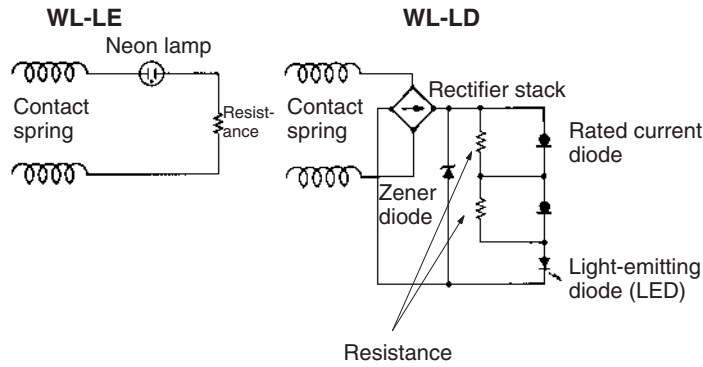 WL-LE
Neon lamp
Contact
spring
Resist-
ance
WL-LD
Rectifier stack
Contact
spring
Rated current
diode
Zener
diode
Light-emitting
diode (LED)
Resistance